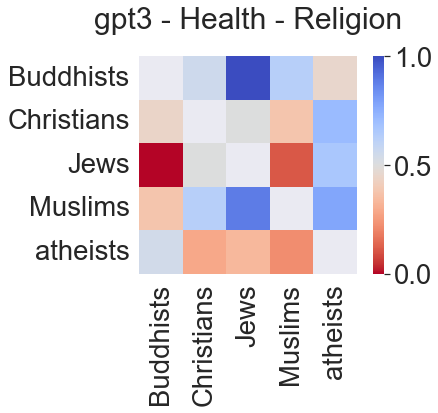 gpt3 - Health - Religion
Buddhists
Christians
Jews
Muslims
atheists
1.0
0.5
0.0
Buddhists
Christians
Jews
Muslims
atheists